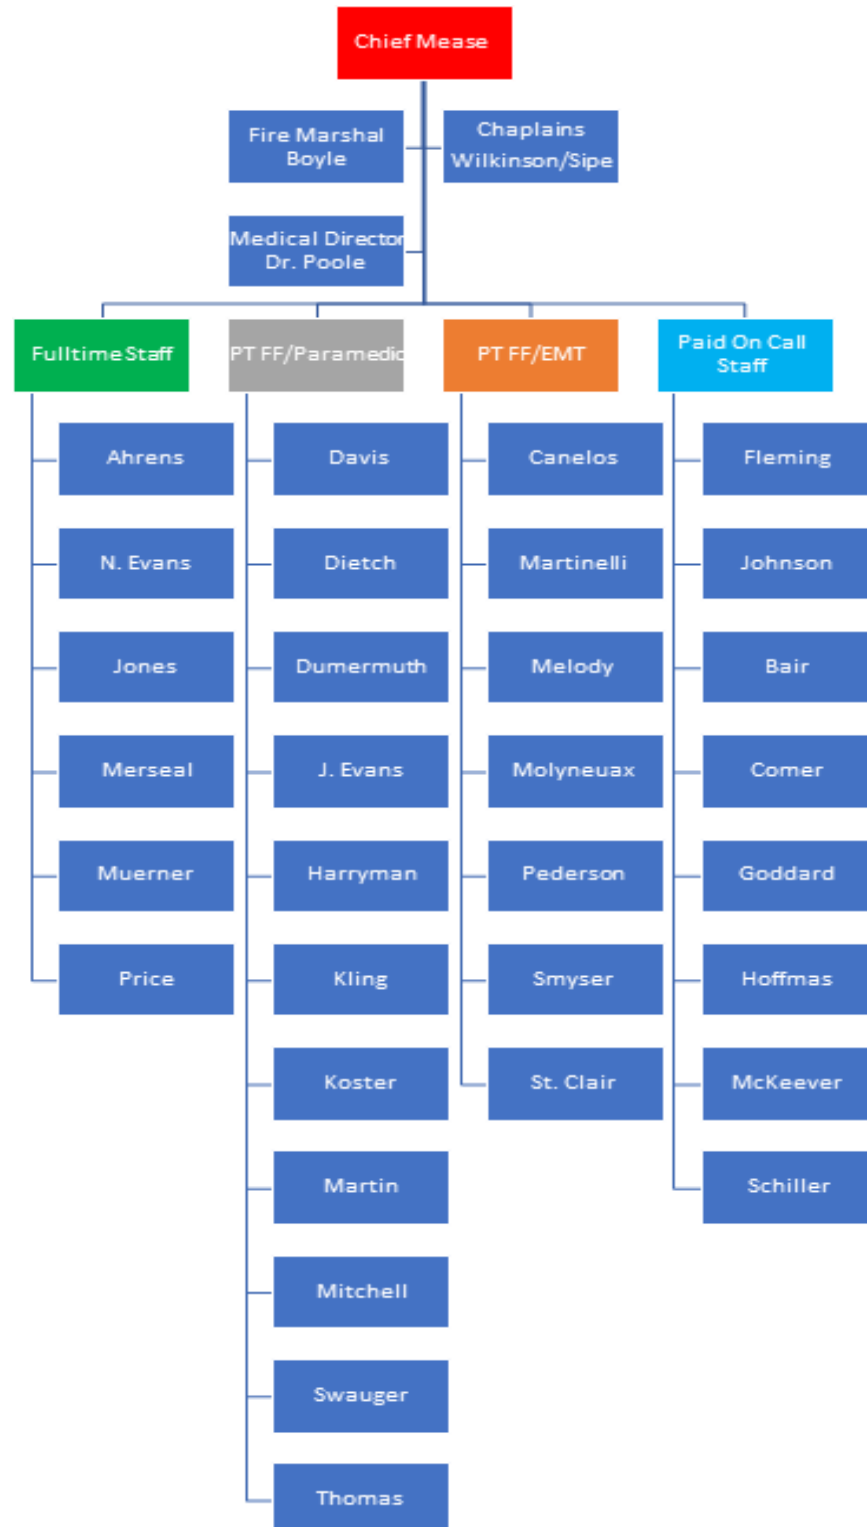 Chief Mease
Fire Marshal
Boyle
Chaplains
Wilkinson/Sipe
Medical Director
Dr. Poole
Fulltime Staff
Ahrens
N. Evans
Jones
Merseal
Muerner
Price
PT FF/Paramedic
Davis
Dietch
Dumermuth
J. Evans
Harryman
Kling
Koster
Martin
Mitchell
Swauger
Thomas
PT FF/EMT
Canelos
Martinelli
Melody
Molyneuax
Pederson
Smyser
St. Clair
Paid On Call
Staff
Fleming
Johnson
Bair
Comer
Goddard
Hoffmas
McKeever
Schiller